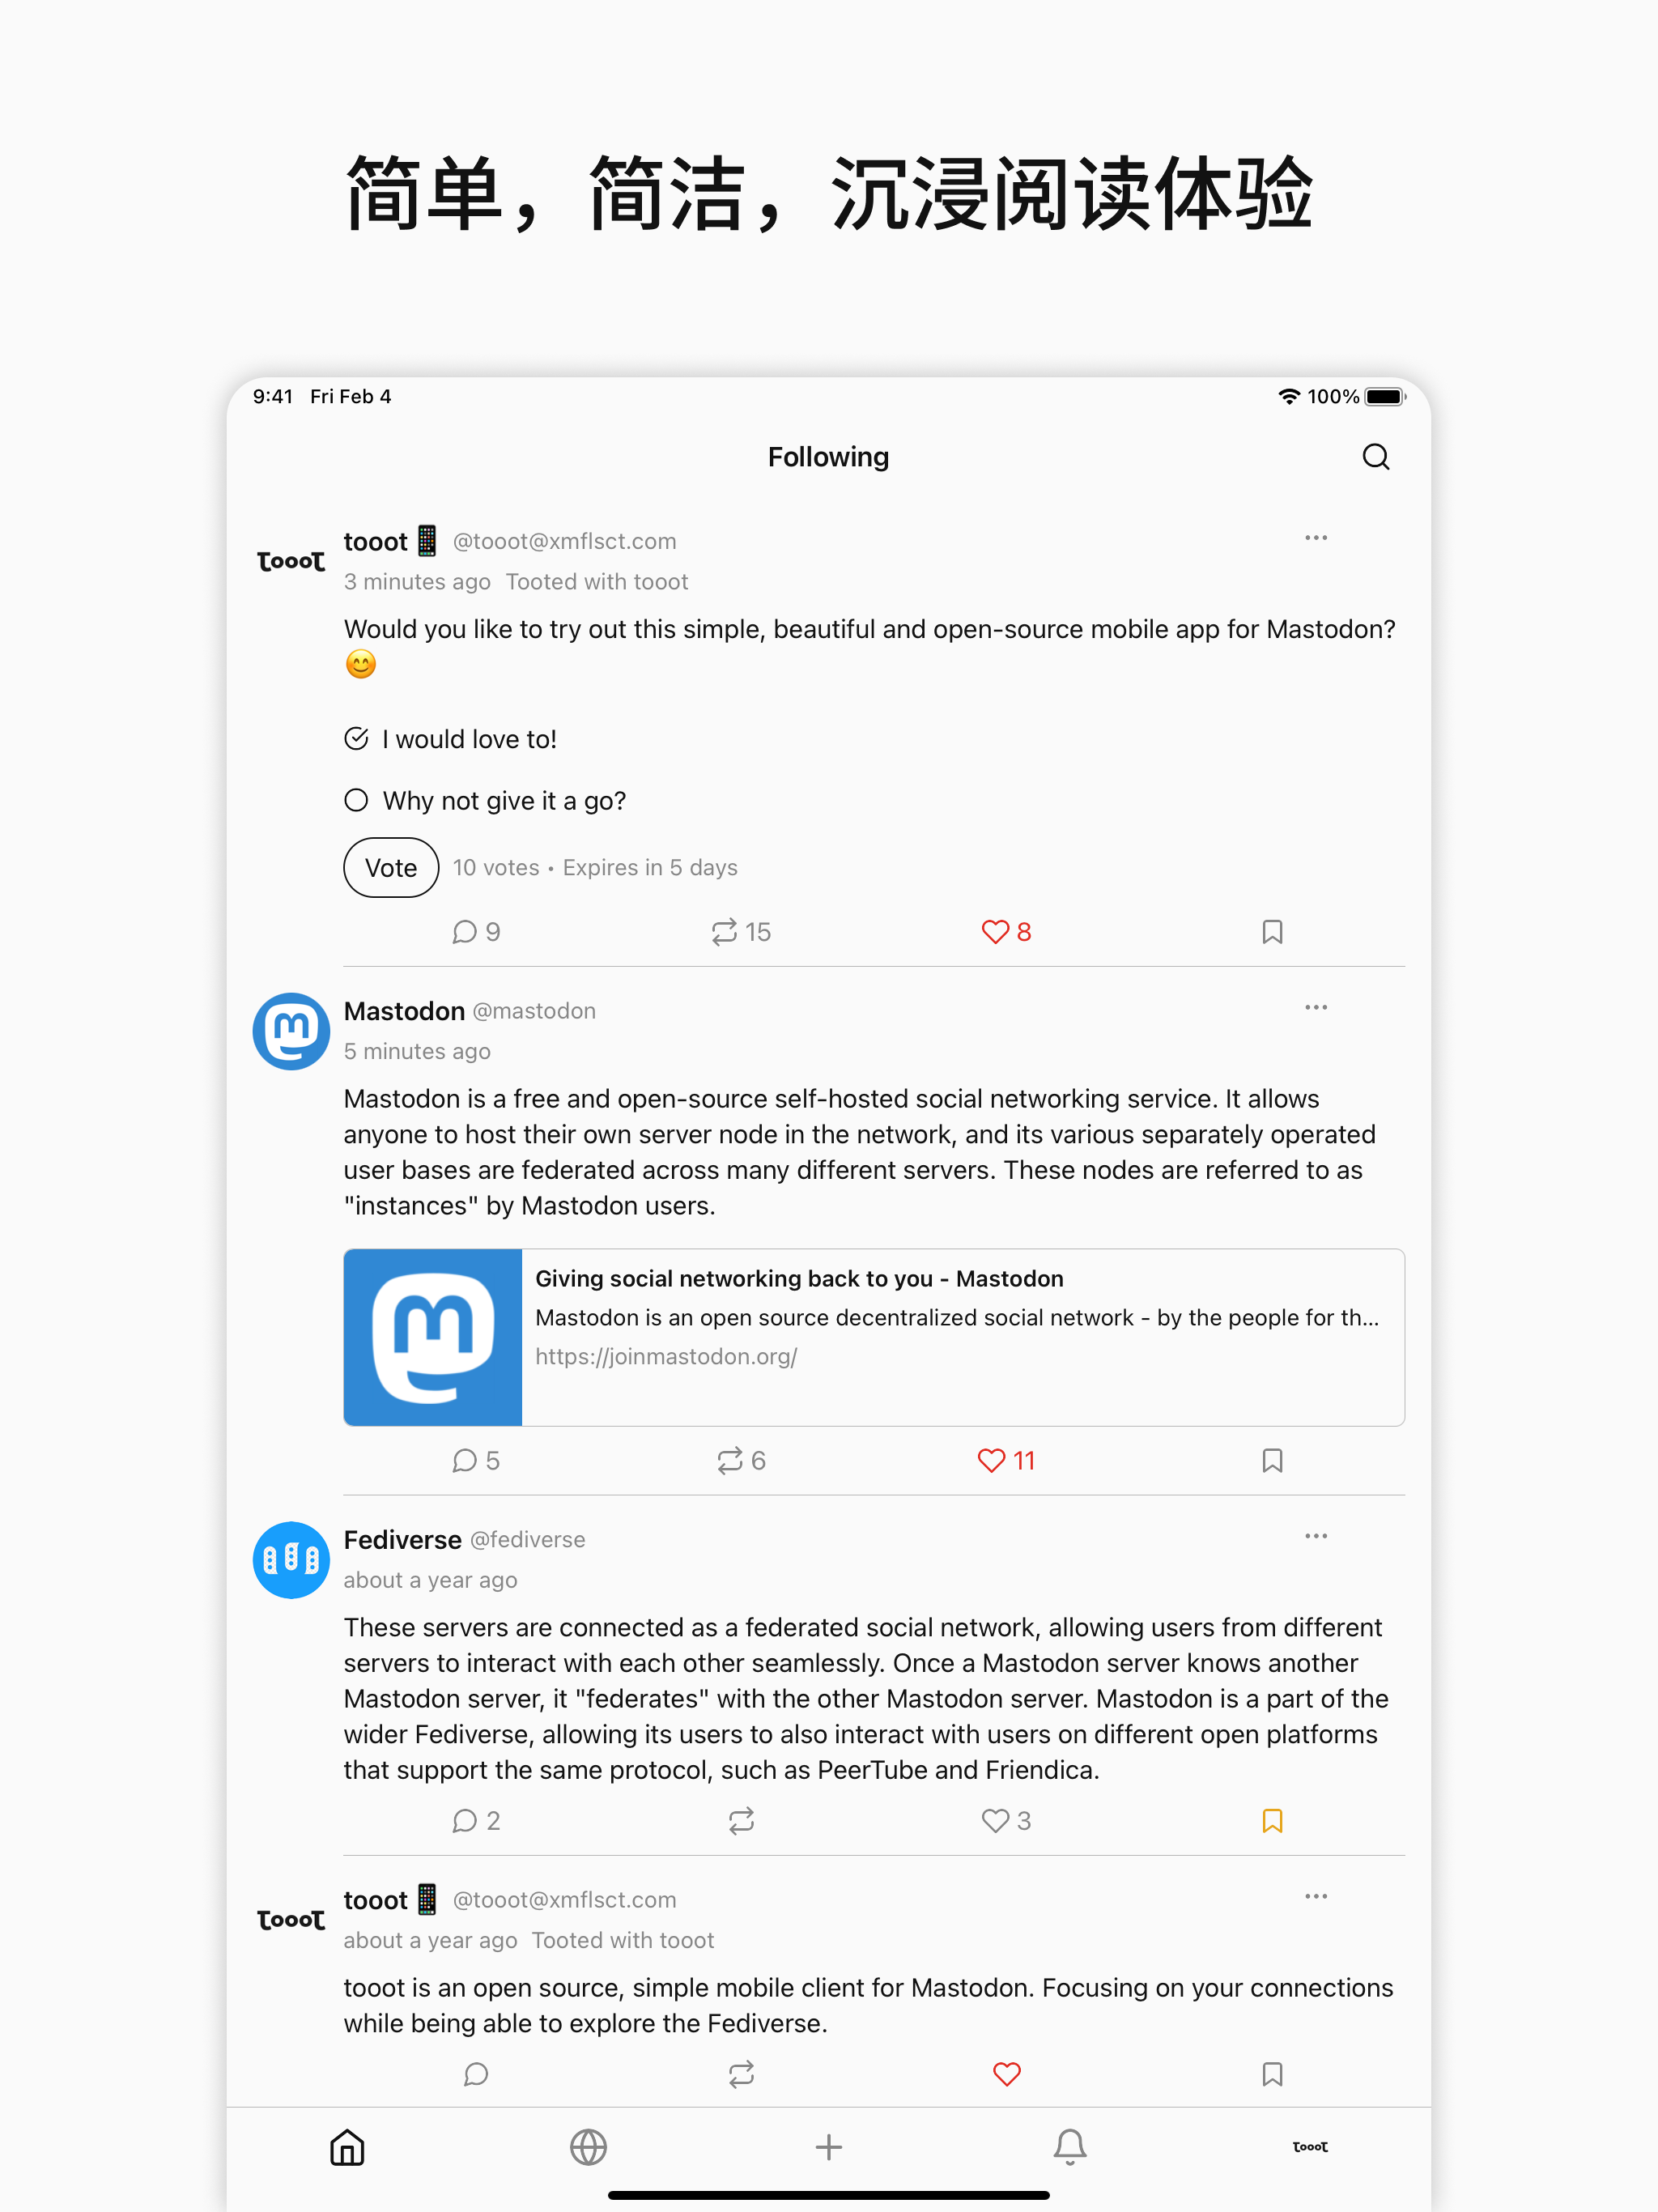 简单，简洁，沉浸阅读体验
9:41 Fri Feb 4
100%
Following
tooot
tooot📱 @tooot@xmflsct.com
3 minutes ago Tooted with tooot
Would you like to try out this simple, beautiful and open-source mobile app for Mastodon?
😊
I would love to!
Why not give it a go?
Vote 10 votes • Expires in 5 days
9 15 8
Mastodon @mastodon
5 minutes ago
Mastodon is a free and open-source self-hosted social networking service. It allows
anyone to host their own server node in the network, and its various separately operated
user bases are federated across many different servers. These nodes are referred to as
"instances" by Mastodon users.
Giving social networking back to you - Mastodon
Mastodon is an open source decentralized social network - by the people for th...
https://joinmastodon.org/
5 6 11
Fediverse @fediverse
about a year ago
These servers are connected as a federated social network, allowing users from different
servers to interact with each other seamlessly. Once a Mastodon server knows another
Mastodon server, it "federates" with the other Mastodon server. Mastodon is a part of the
wider Fediverse, allowing its users to also interact with users on different open platforms
that support the same protocol, such as PeerTube and Friendica.
2 3
tooot
tooot📱 @tooot@xmflsct.com
about a year ago Tooted with tooot
tooot is an open source, simple mobile client for Mastodon. Focusing on your connections
while being able to explore the Fediverse.
tooot